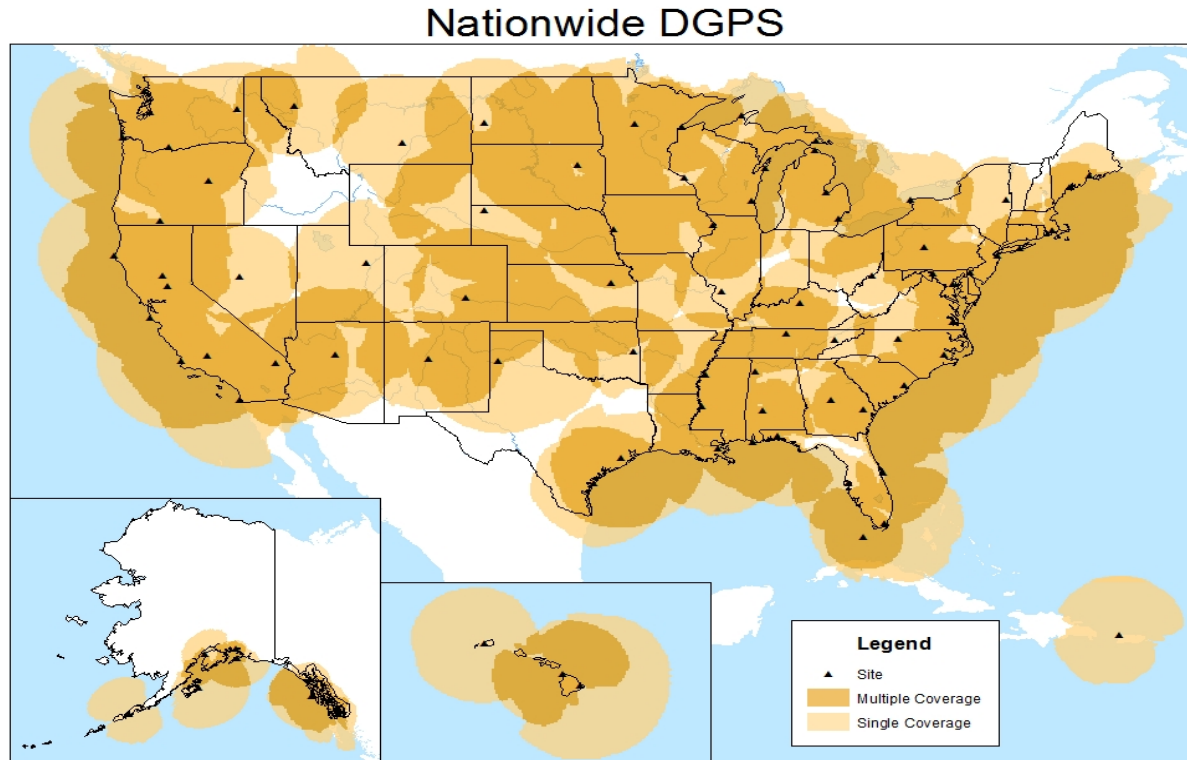 Nationwide DGPS
Legend
Site
Multiple Coverage
Single Coverage